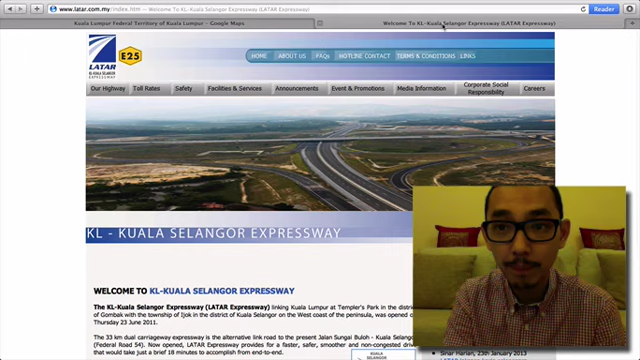 www.latar.com.my/index.htm — Welcome To KL-Kuala Selangor Expressway (LATAR Expressway)
Reader
Kuala Lumpur Federal Territory of Kuala Lumpur - Google Maps
Welcome To KL-Kuala Selangor Expressway (LATAR Expressway)
LATAR
KL-KUALA SELANGOR EXPRESSWAY
E25
HOME
ABOUT US
FAQs
HOTLINE CONTACT
TERMS & CONDITIONS
LINKS
Our Highway
Toll Rates
Safety
Facilities & Services
Announcements
Event & Promotions
Media Information
Corporate Social
Responsibility
Careers
KL - KUALA SELANGOR EXPRESSWAY
WELCOME TO KL-KUALA SELANGOR EXPRESSWAY
The KL-Kuala Selangor Expressway (LATAR Expressway) linking Kuala Lumpur at Templer's Park in the district
of Gombak with the township of Ijok in the district of Kuala Selangor on the West coast of the peninsula, was opened
Thursday 23 June 2011.
The 33 km dual carriageway expressway is the alternative link road to the present Jalan Sungai Buloh - Kuala
(Federal Road 54). Now opened, LATAR Expressway provides for a faster, safer, smoother and non-congested
that would take just a brief 18 minutes to accomplish from end-to-end.
KUALA
SELANGOR
Sinar Harian, 23th January 2013